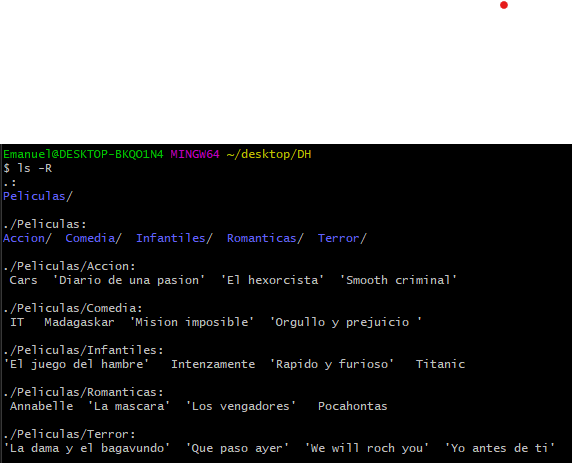 Emanuel@DESKTOP-BKQO1N4 MINGW64 ~/desktop/DH
$ ls -R
.:
Peliculas/
./Peliculas:
Accion/  Comedia/  Infantiles/  Romanticas/  Terror/
./Peliculas/Accion:
 Cars  'Diario de una pasion'  'El hexorcista'  'Smooth criminal'
./Peliculas/Comedia:
 IT   Madagaskar  'Mision imposible'  'Orgullo y prejuicio '
./Peliculas/Infantiles:
'El juego del hambre'   Intenzamente  'Rapido y furioso'   Titanic
./Peliculas/Romanticas:
 Annabelle  'La mascara'  'Los vengadores'   Pocahontas
./Peliculas/Terror:
'La dama y el bagavundo'  'Que paso ayer'  'We will roch you'  'Yo antes de ti'